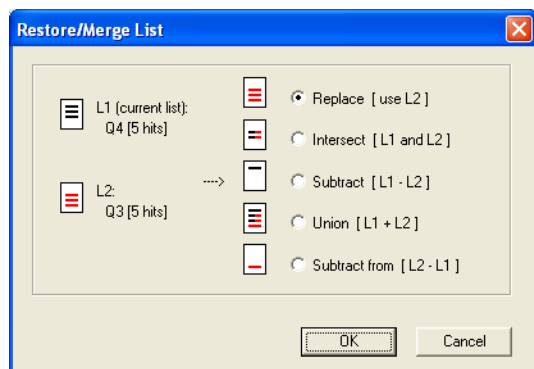 Restore/Merge List
L1 (current list):
Q4 [5 hits]
L2:
Q3 [5 hits]
---->
Replace [ use L2 ]
Intersect [ L1 and L2 ]
Subtract [ L1 - L2 ]
Union [ L1 + L2 ]
Subtract from [ L2 - L1 ]
OK
Cancel